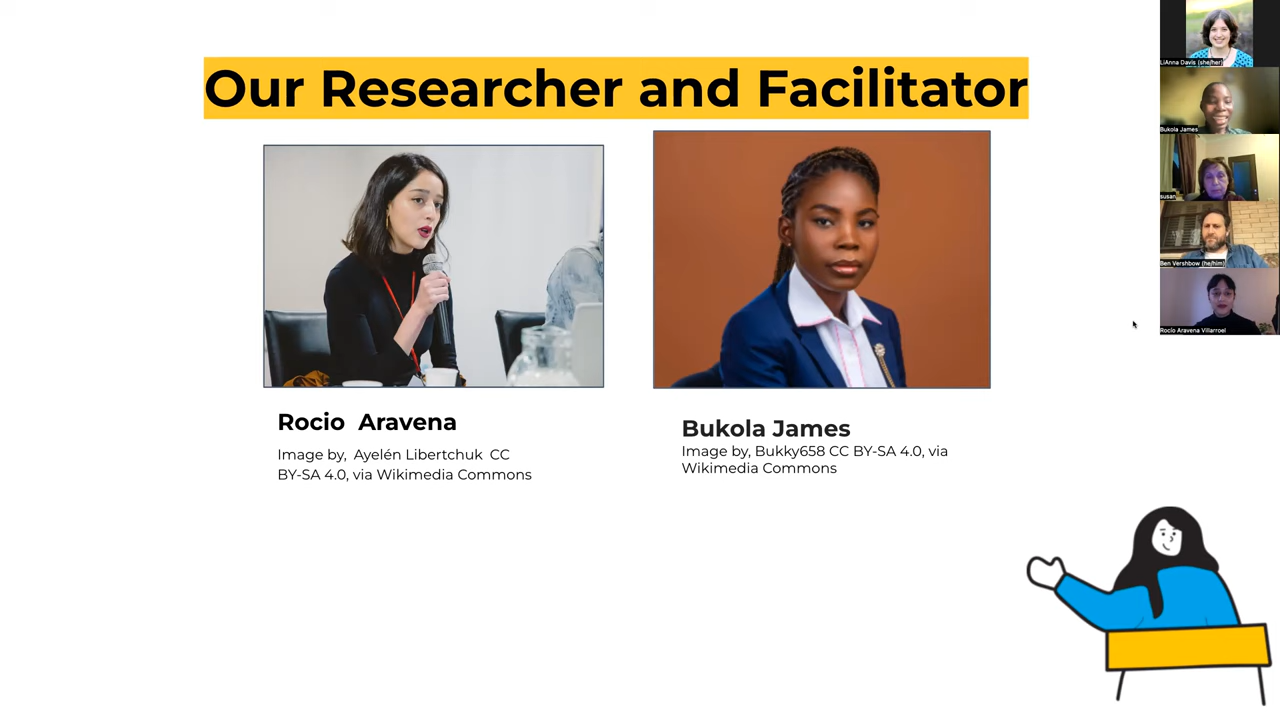 Our Researcher and Facilitator
Rocio Aravena
Image by, Ayelén Libertchuk CC
BY-SA 4.0, via Wikimedia Commons
Bukola James
Image by, Bukky658 CC BY-SA 4.0, via
Wikimedia Commons
LiAnna Davis (she/her)
Bukola James
susan
Ben Vershbow (he/him)
Rocío Aravena Villarroel